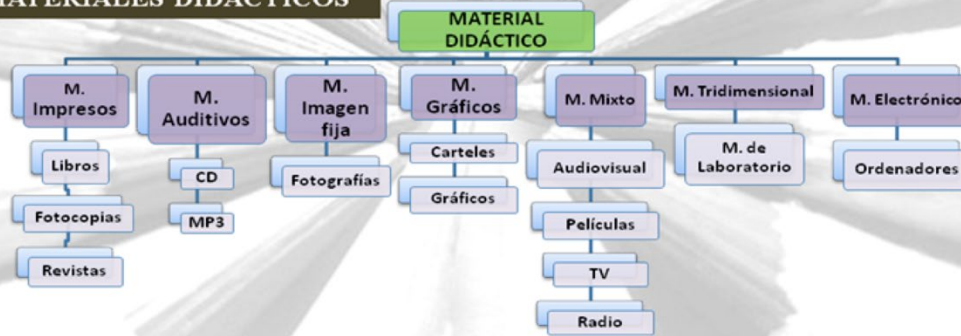 MATERIALES DIDÁCTICOS
MATERIAL
DIDÁCTICO
M.
Impresos
Libros
Fotocopias
Revistas
M.
Auditivos
CD
MP3
M.
Imagen
fija
Fotografías
M.
Gráficos
Carteles
Gráficos
M. Mixto
Audiovisual
Películas
TV
Radio
M. Tridimensional
M. de
Laboratorio
M. Electrónico
Ordenadores